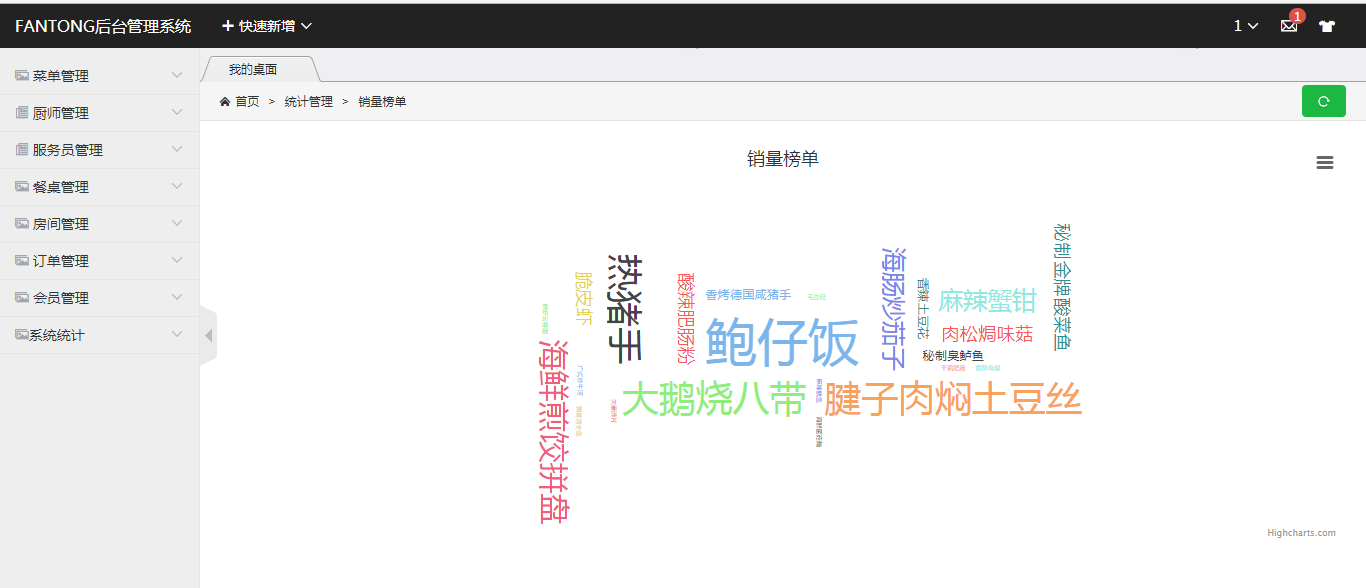 FANTONG后台管理系统
快速新增
1
1
菜单管理
厨师管理
服务员管理
餐桌管理
房间管理
订单管理
会员管理
系统统计
我的桌面
首页 > 统计管理 > 销量榜单
销量榜单
秘制金牌酸菜鱼
海肠炒茄子
热猪手
脆皮虾
酸辣肥肠粉
香烤德国咸猪手
香辣土豆花
麻辣蟹钳
鲍仔饭
肉松焗味菇
秘制臭鲈鱼
干锅肥肠
海鲜煎饺拼盘
大鹅烧八带
腱子肉焖土豆丝
Highcharts.com